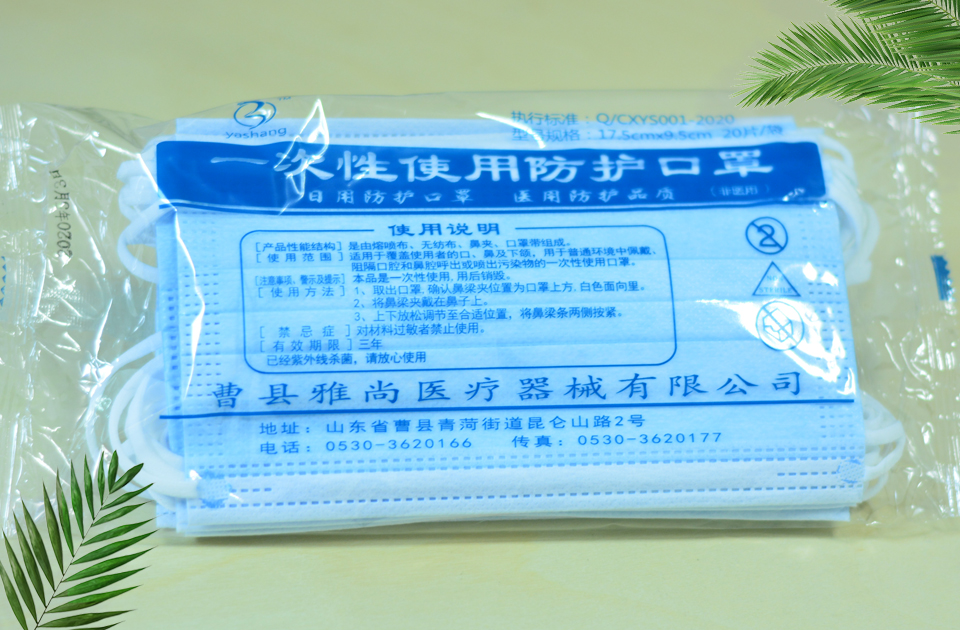 yashang
执行标准：Q/CXYS001-2020
型号规格：17.5cm×9.5cm 20片/袋
一次性使用防护口罩
日用防护口罩 医用防护品质 （非医用）
使用说明
[产品性能结构] 是由熔喷布、无纺布、鼻夹、口罩带组成。
[使用范围] 适用于覆盖使用者的口、鼻及下颌，用于普通环境中佩戴，
阻隔口腔和鼻腔呼出或喷出污染物的一次性使用口罩。
[注意事项、警示及提示] 本品是一次性使用，用后销毁。
[使用方法] 1、取出口罩，确认鼻梁夹位置为口罩上方，白色面向里。
2、将鼻梁夹戴在鼻子上。
3、上下放松调节至合适位置，将鼻梁条两侧按紧。
[禁忌症] 对材料过敏者禁止使用，
[有效期限] 三年
已经紫外线杀菌，请放心使用
2
STERILE
曹县雅尚医疗器械有限公司
地址：山东省曹县青菏街道昆仑山路2号
电话：0530-3620166 传真：0530-3620177